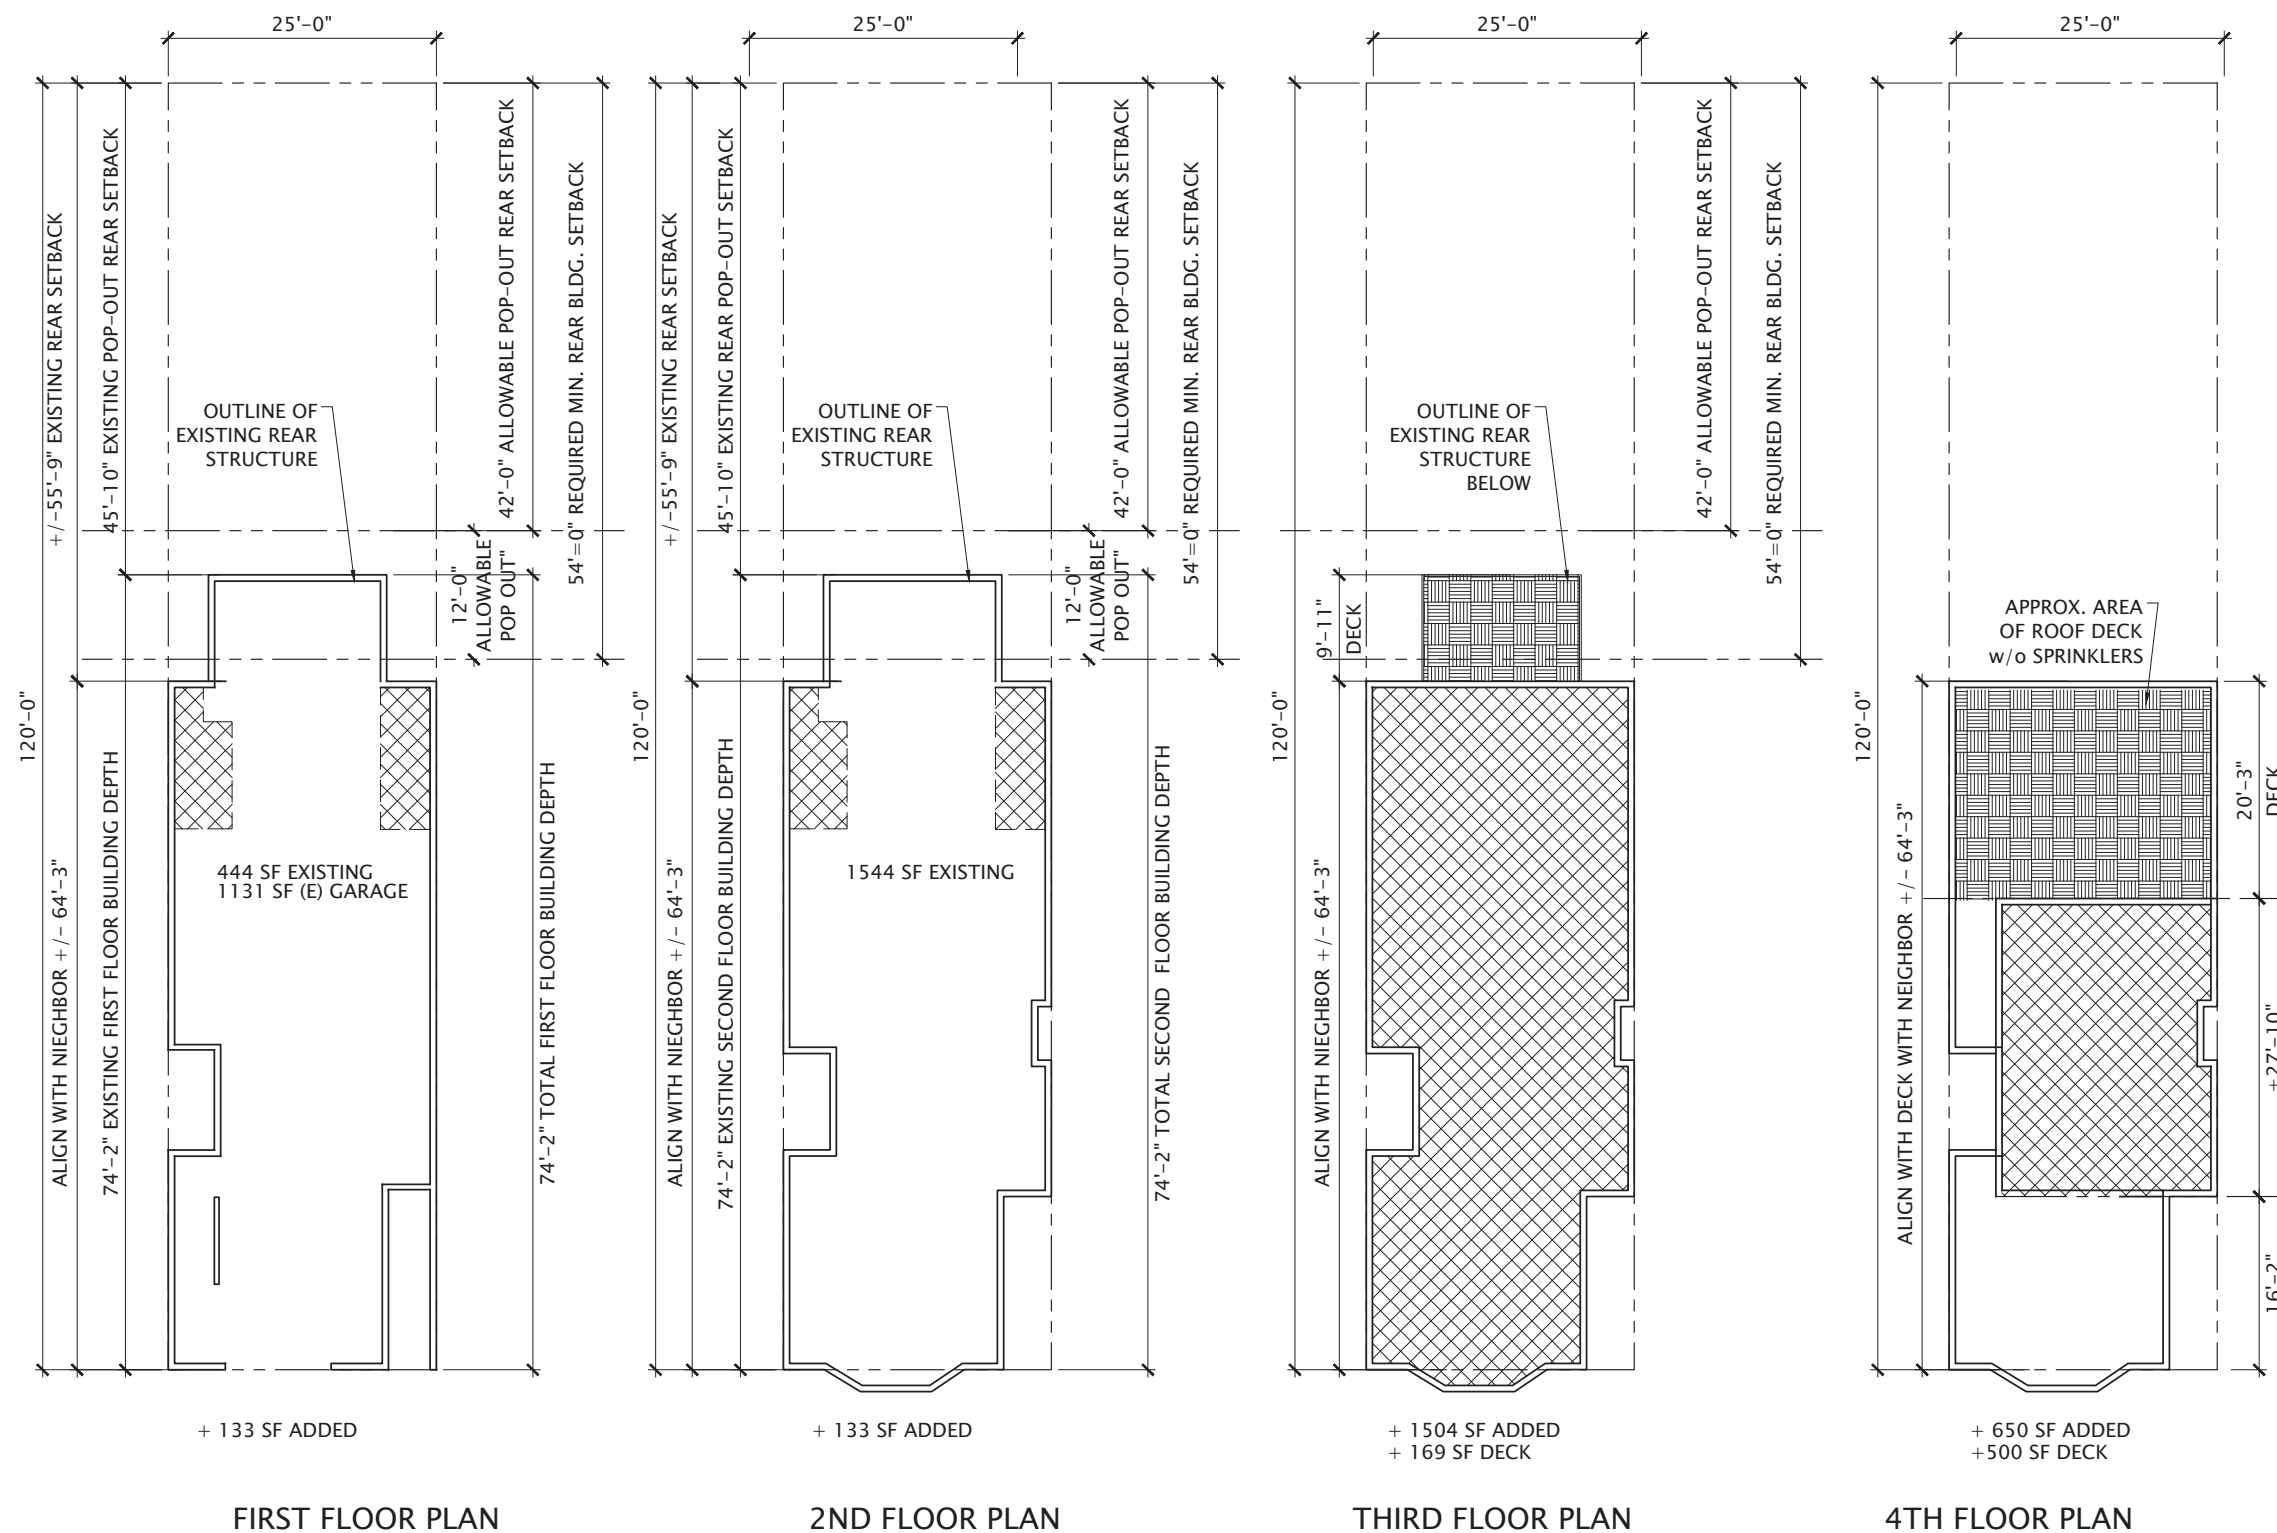 25'-0"
+/-55'-9" EXISTING REAR SETBACK
45'-10" EXISTING POP-OUT REAR SETBACK
OUTLINE OF
EXISTING REAR
STRUCTURE
42'-0" ALLOWABLE POP-OUT REAR SETBACK
54'=0" REQUIRED MIN. REAR BLDG. SETBACK
12'-0"
ALLOWABLE
POP OUT"
120'-0"
ALIGN WITH NIEGHBOR +/- 64'-3"
74'-2" EXISTING FIRST FLOOR BUILDING DEPTH
444 SF EXISTING
1131 SF (E) GARAGE
74'-2" TOTAL FIRST FLOOR BUILDING DEPTH
+ 133 SF ADDED
FIRST FLOOR PLAN
25'-0"
+/-55'-9" EXISTING REAR SETBACK
45'-10" EXISTING REAR POP-OUT SETBACK
OUTLINE OF
EXISTING REAR
STRUCTURE
42'-0" ALLOWABLE POP-OUT REAR SETBACK
54'=0" REQUIRED MIN. REAR BLDG. SETBACK
12'-0"
ALLOWABLE
POP OUT"
120'-0"
ALIGN WITH NIEGHBOR +/- 64'-3"
74'-2" EXISTING SECOND FLOOR BUILDING DEPTH
1544 SF EXISTING
74'-2" TOTAL SECOND FLOOR BUILDING DEPTH
+ 133 SF ADDED
2ND FLOOR PLAN
25'-0"
OUTLINE OF
EXISTING REAR
STRUCTURE
BELOW
42'-0" ALLOWABLE POP-OUT REAR SETBACK
54'=0" REQUIRED MIN. REAR BLDG. SETBACK
9'-11"
DECK
120'-0"
ALIGN WITH NIEGHBOR +/- 64'-3"
+ 1504 SF ADDED
+ 169 SF DECK
THIRD FLOOR PLAN
25'-0"
APPROX. AREA
OF ROOF DECK
w/o SPRINKLERS
120'-0"
ALIGN WITH DECK WITH NEIGHBOR +/- 64'-3"
20'-3"
DECK
+27'-10"
16'-2"
+ 650 SF ADDED
+500 SF DECK
4TH FLOOR PLAN